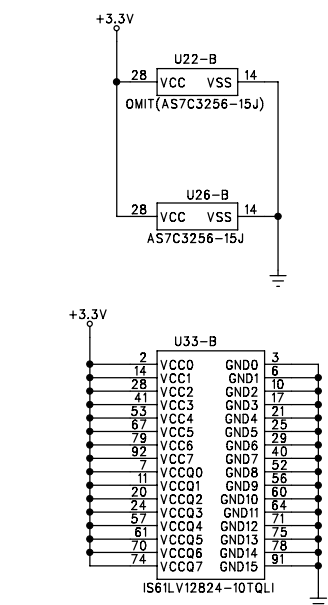 +3.3V
U22-B
28 VCC VSS 14
OMIT(AS7C3256-15J)
U26-B
28 VCC VSS 14
AS7C3256-15J
+3.3V
U33-B
2 VCC0 GND0 3
14 VCC1 GND1 6
28 VCC2 GND2 10
41 VCC3 GND3 17
53 VCC4 GND4 21
67 VCC5 GND5 25
79 VCC6 GND6 29
92 VCC7 GND7 40
7 VCCQ0 GND8 52
11 VCCQ1 GND9 56
20 VCCQ2 GND10 60
24 VCCQ3 GND11 64
57 VCCQ4 GND12 71
61 VCCQ5 GND13 75
70 VCCQ6 GND14 78
74 VCCQ7 GND15 91
IS61LV12824-10TQLI